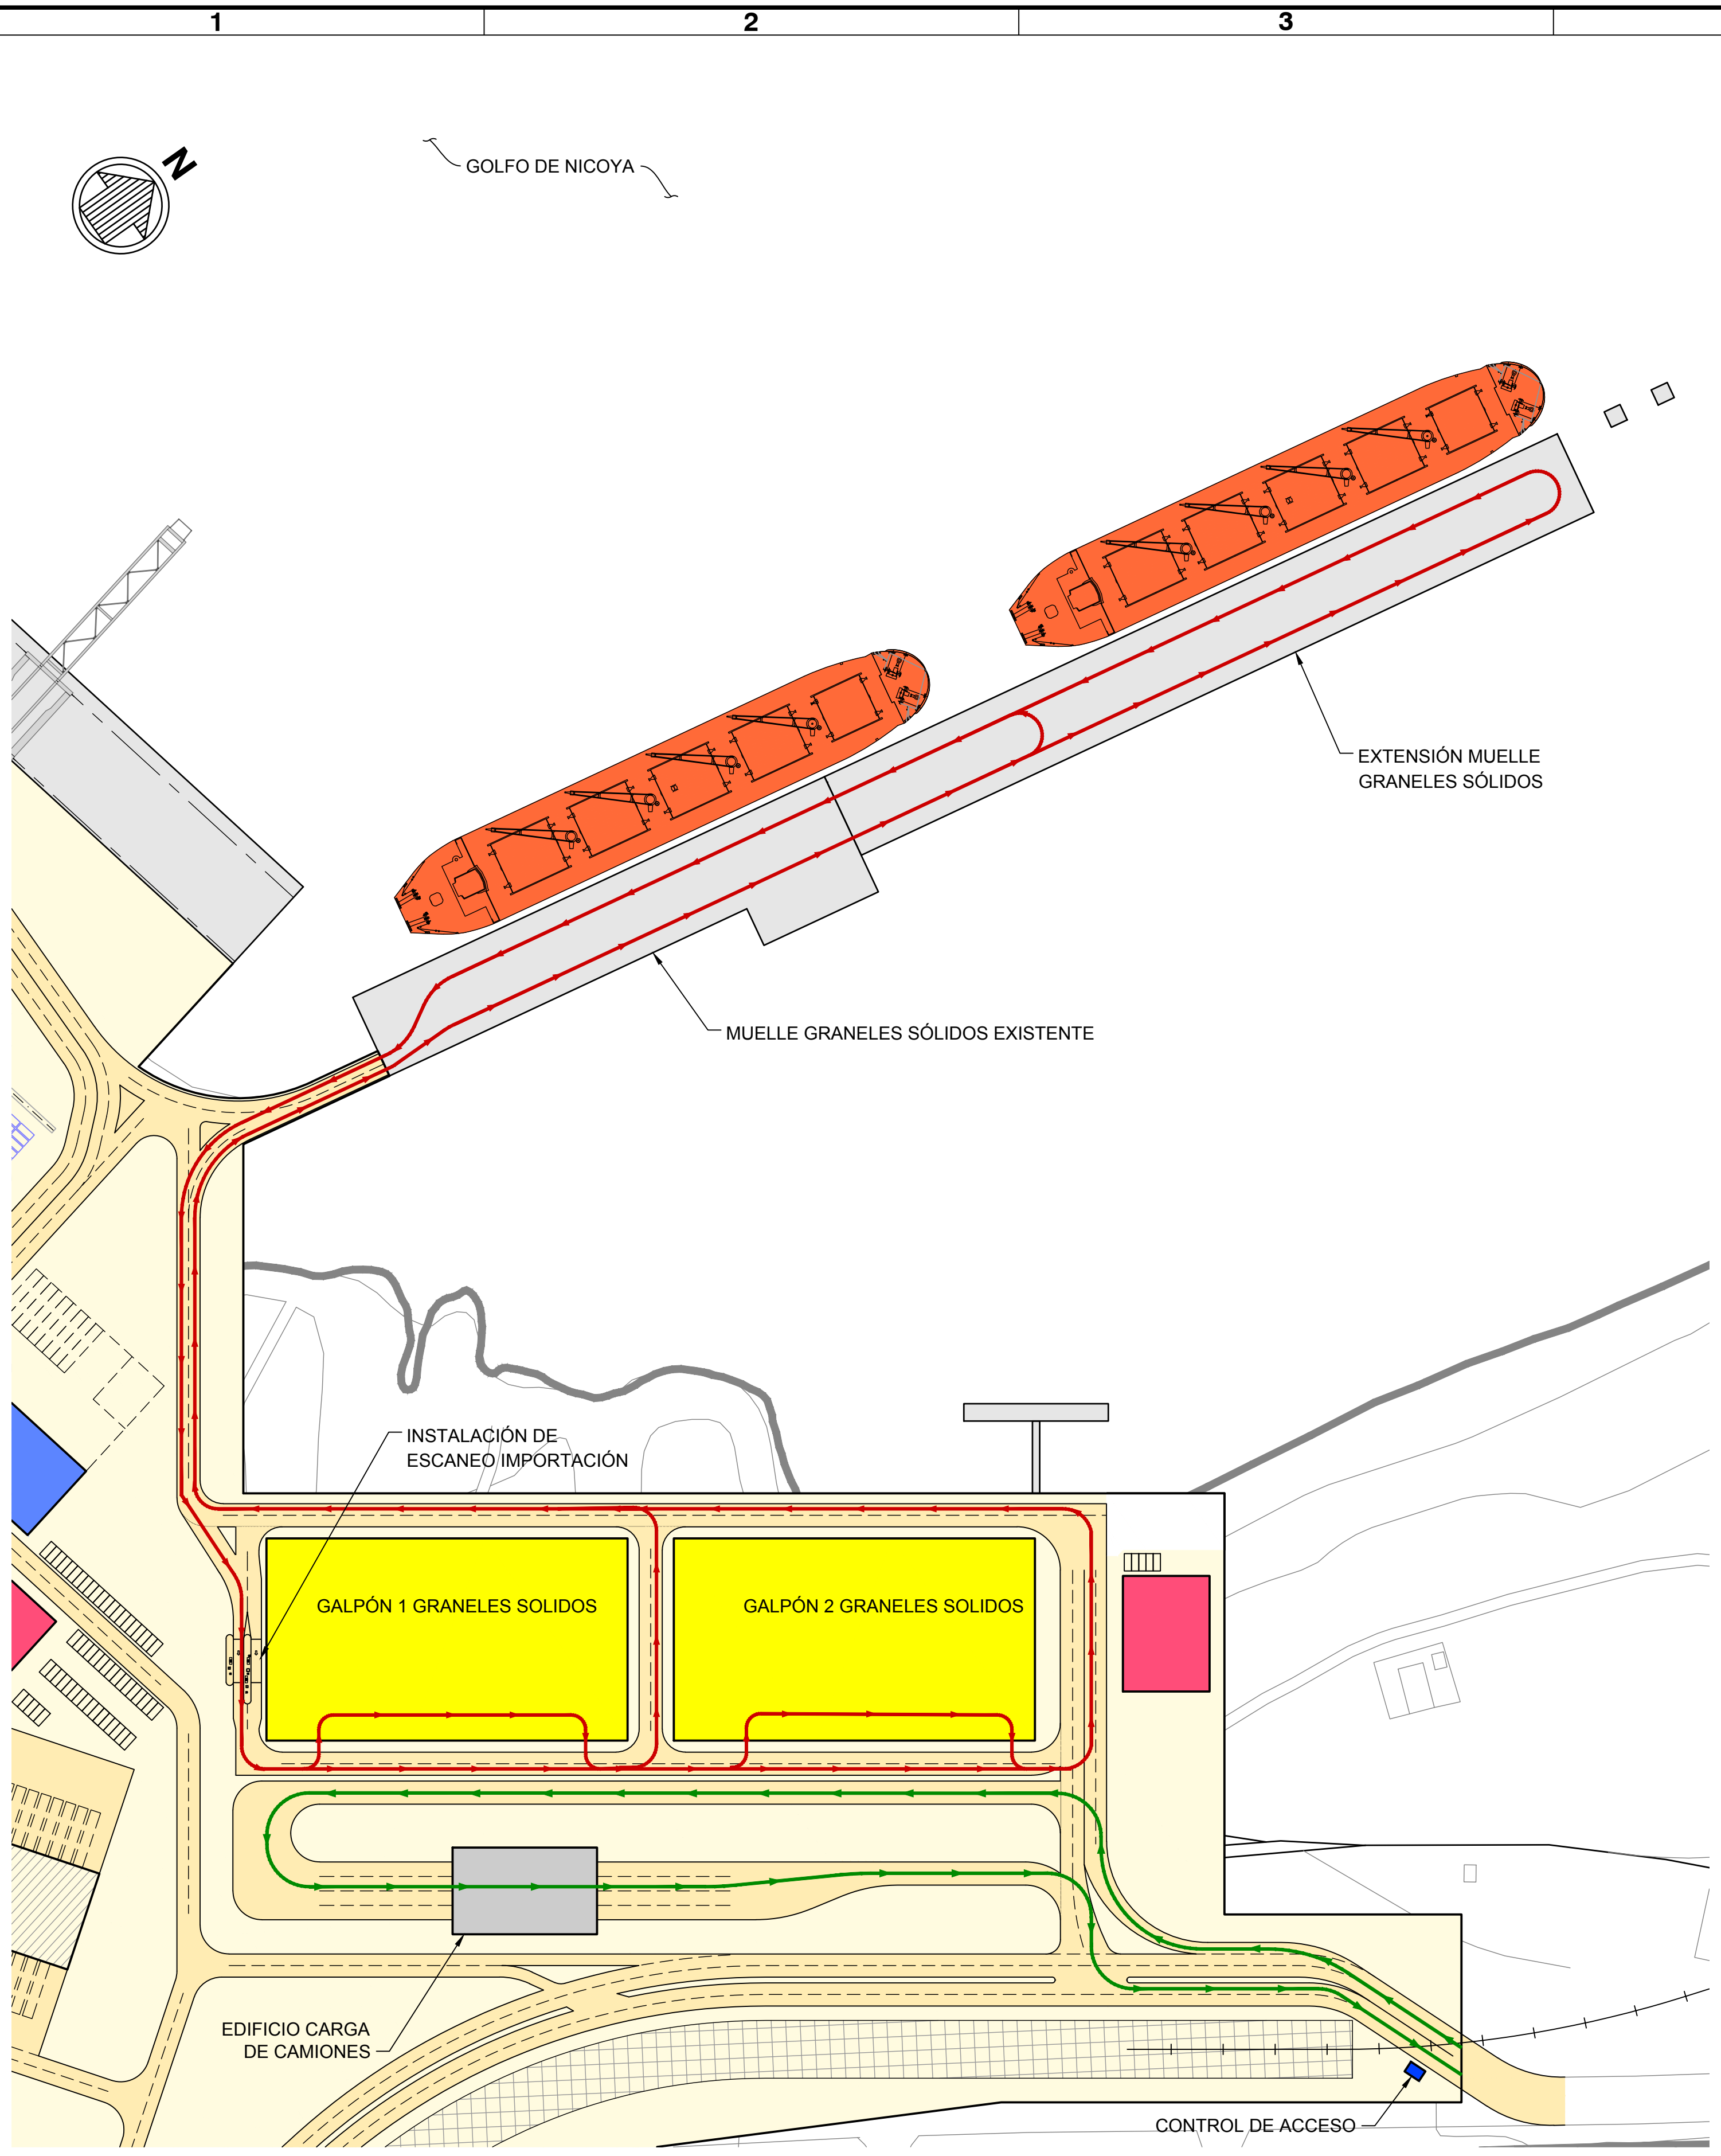 1
2
3
N
GOLFO DE NICOYA
EXTENSIÓN MUELLE
GRANELES SÓLIDOS
MUELLE GRANELES SÓLIDOS EXISTENTE
INSTALACIÓN DE
ESCANEO IMPORTACIÓN
GALPÓN 1 GRANELES SOLIDOS
GALPÓN 2 GRANELES SOLIDOS
EDIFICIO CARGA
DE CAMIONES
CONTROL DE ACCESO